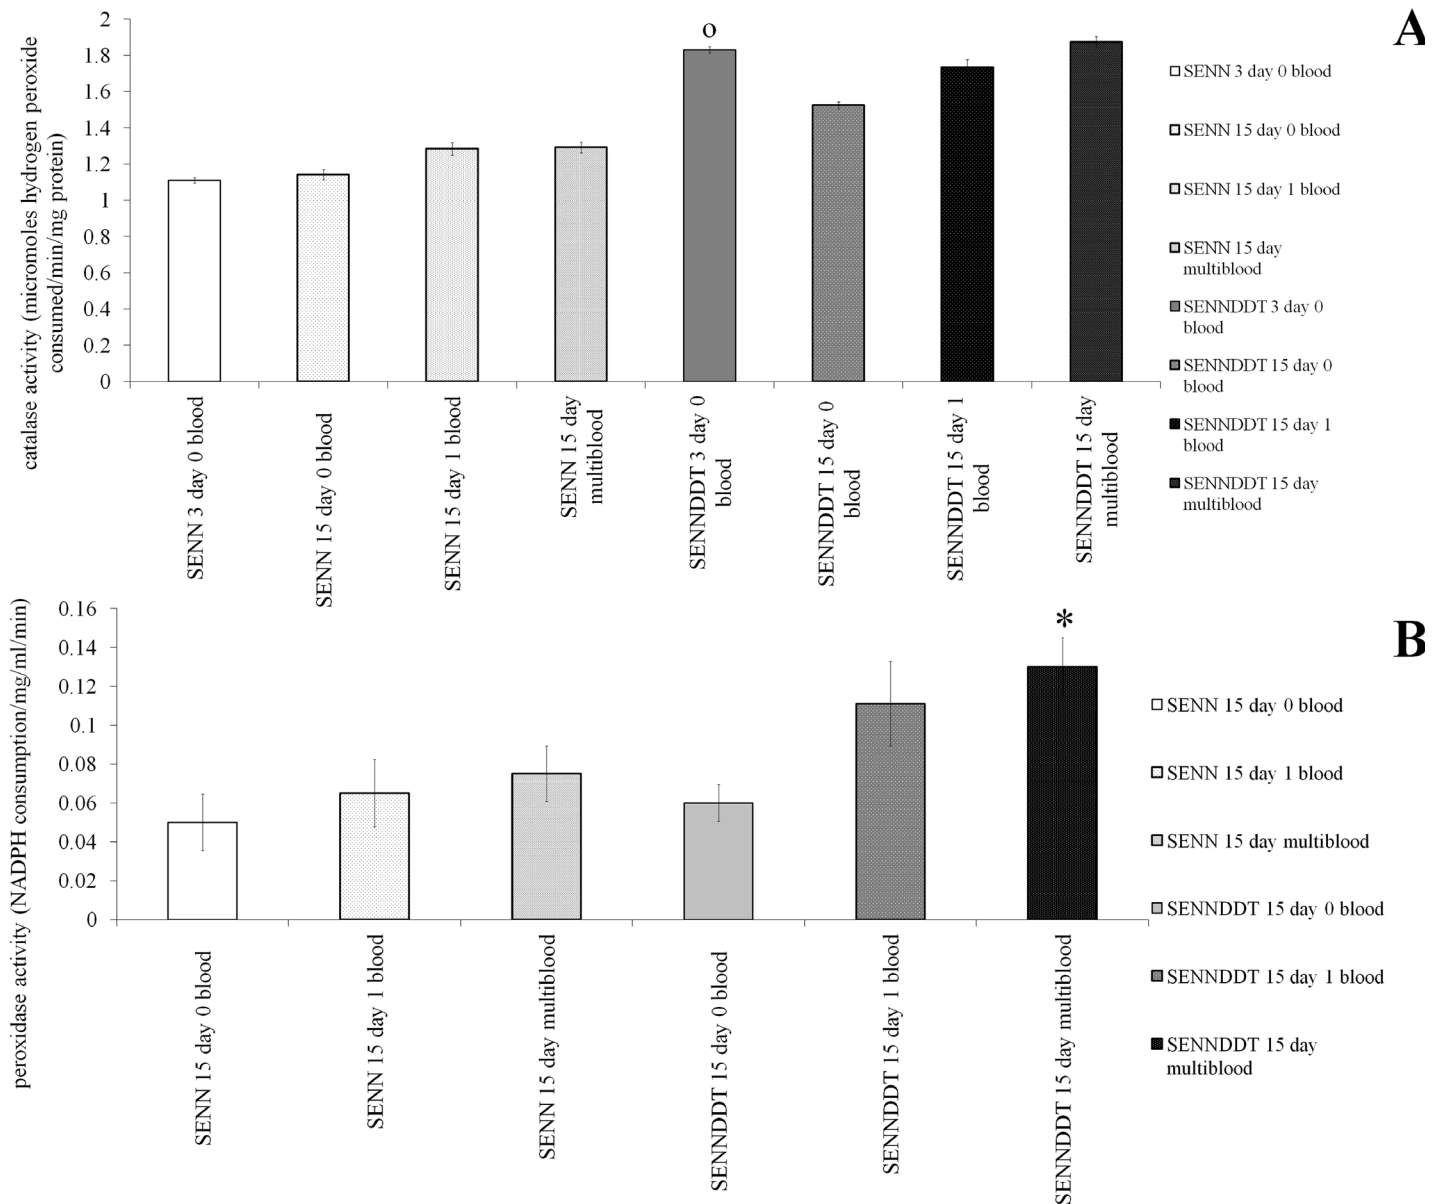 A
catalase activity (micromoles hydrogen peroxide
consumed/min/mg protein)
2
1.8
1.6
1.4
1.2
1
0.8
0.6
0.4
0.2
0
o
SENN 3 day 0 blood
SENN 15 day 0 blood
SENN 15 day 1 blood
SENN 15 day
multiblood
SENNDDT 3 day 0
blood
SENNDDT 15 day 0
blood
SENNDDT 15 day 1
blood
SENNDDT 15 day
multiblood
SENN 3 day 0 blood
SENN 15 day 0 blood
SENN 15 day 1 blood
SENN 15 day
multiblood
SENNDDT 3 day 0
blood
SENNDDT 15 day 0
blood
SENNDDT 15 day 1
blood
SENNDDT 15 day
multiblood
B
peroxidase activity (NADPH consumption/mg/ml/min)
0.16
0.14
0.12
0.1
0.08
0.06
0.04
0.02
0
*
SENN 15 day 0 blood
SENN 15 day 1 blood
SENN 15 day multiblood
SENNDDT 15 day 0 blood
SENNDDT 15 day 1 blood
SENNDDT 15 day multiblood
SENN 15 day 0 blood
SENN 15 day 1 blood
SENN 15 day multiblood
SENNDDT 15 day 0 blood
SENNDDT 15 day 1 blood
SENNDDT 15 day
multiblood